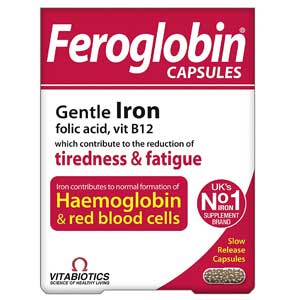 Feroglobin®
CAPSULES
Gentle Iron
folic acid, vit B12
which contribute to the reduction of
tiredness & fatigue
Iron contributes to normal formation of
Haemoglobin
& red blood cells
UK's
No1
IRON
SUPPLEMENT
BRAND
Slow
Release
Capsules
VITABIOTICS
SCIENCE OF HEALTHY LIVING